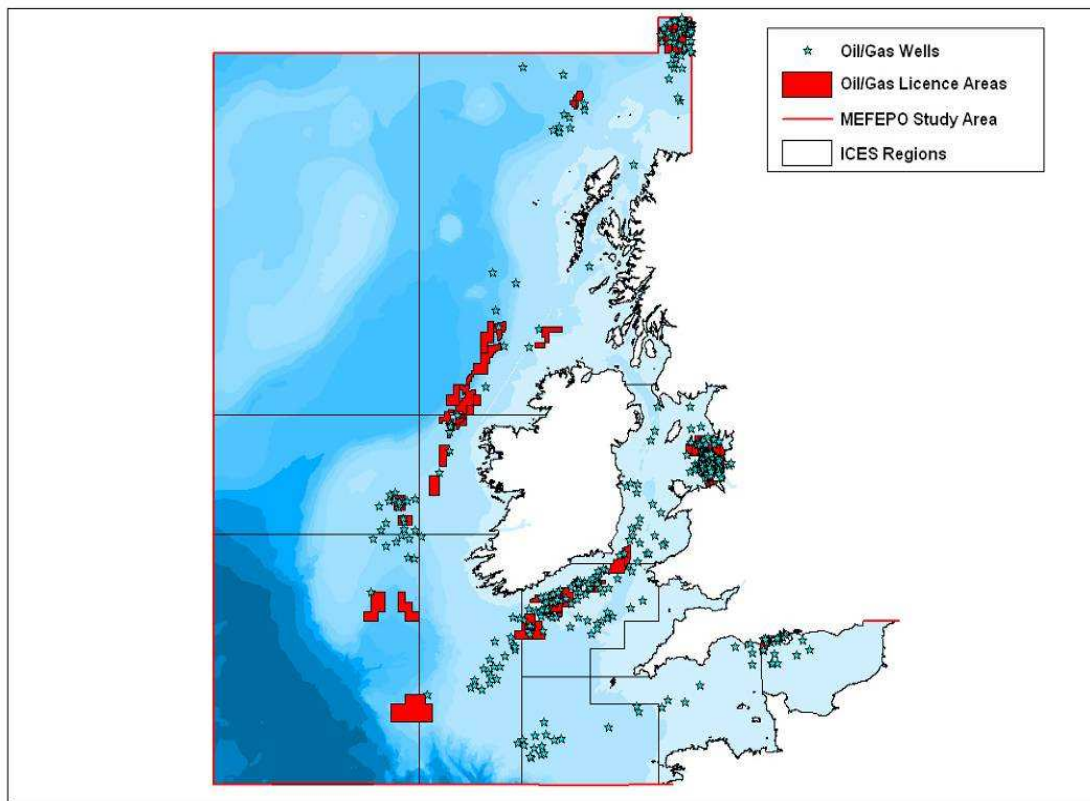 Oil/Gas Wells
Oil/Gas Licence Areas
MEFEPO Study Area
ICES Regions